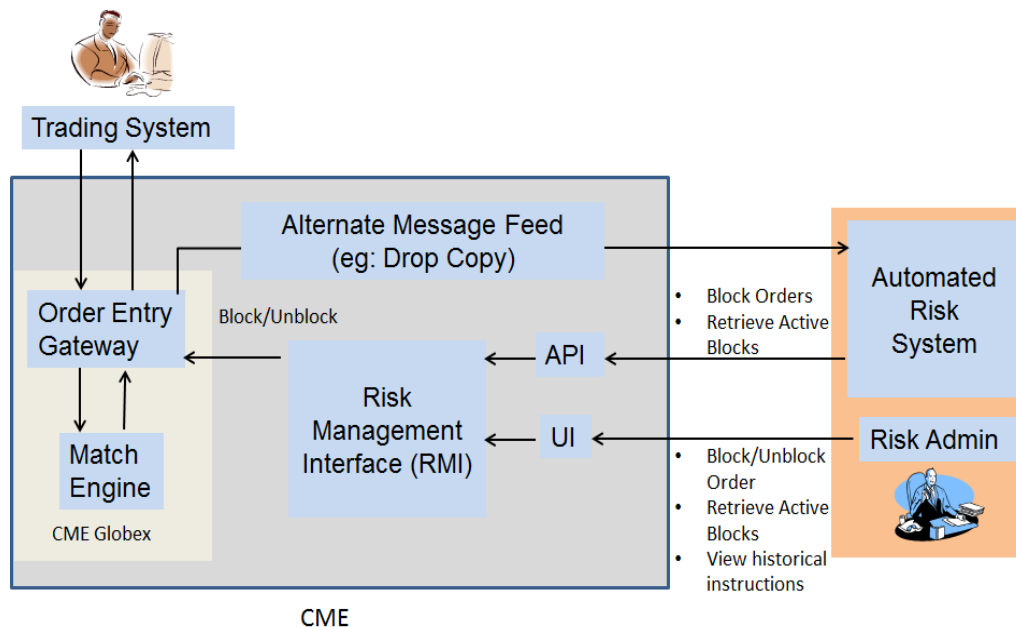 Trading System
Alternate Message Feed
(eg: Drop Copy)
Order Entry
Gateway
Block/Unblock
Match
Engine
CME Globex
Risk
Management
Interface (RMI)
API
UI
• Block Orders
• Retrieve Active
Blocks
Automated
Risk
System
Risk Admin
• Block/Unblock
Order
• Retrieve Active
Blocks
• View historical
instructions
CME